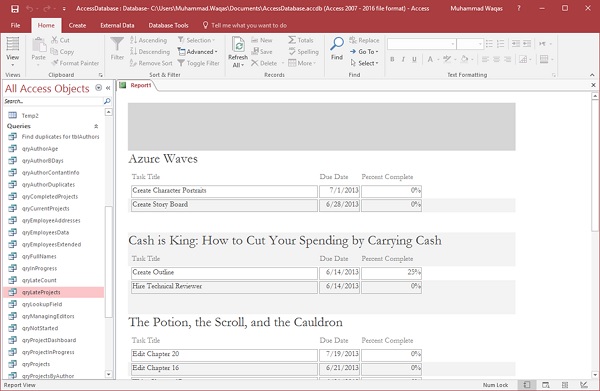 AccessDatabase : Database- C:\Users\Muhammad.Waqas\Documents\AccessDatabase.accdb (Access 2007 - 2016 file format) - Access
Muhammad Waqas
File Home Create External Data Database Tools Tell me what you want to do
View
Paste
Cut
Copy
Format Painter
Filter
Ascending
Descending
Remove Sort
Selection
Advanced
Toggle Filter
Refresh All
New
Save
Delete
Totals
Spelling
More
Find
Replace
Go To
Select
B I U
Views Clipboard Sort & Filter Records Find Text Formatting
All Access Objects
Search...
Temp2
Queries
Find duplicates for tblAuthors
qryAuthorAge
qryAuthorBDays
qryAuthorContantInfo
qryAuthorDuplicates
qryCompletedProjects
qryCurrentProjects
qryEmployeeAddresses
qryEmployeesData
qryEmployeesExtended
qryFullNames
qryInProgress
qryLateCount
qryLateProjects
qryLookupField
qryManagingEditors
qryNotStarted
qryProjectDashboard
qryProjectInProgress
qryProjects
qryProjectsByAuthor
Report1
Azure Waves
Task Title Due Date Percent Complete
Create Character Portraits 7/1/2013 0%
Create Story Board 6/28/2013 0%
Cash is King: How to Cut Your Spending by Carrying Cash
Task Title Due Date Percent Complete
Create Outline 6/14/2013 25%
Hire Technical Reviewer 6/14/2013 0%
The Potion, the Scroll, and the Cauldron
Task Title Due Date Percent Complete
Edit Chapter 20 7/19/2013 0%
Edit Chapter 16 6/21/2013 0%
Report View
Num Lock